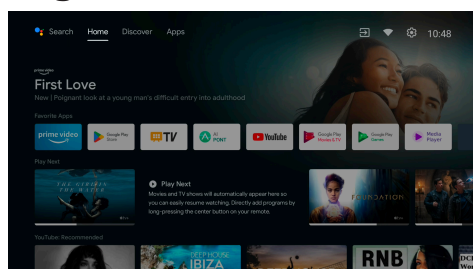 Search Home Discover Apps 10:48
prime video
First Love
New | Poignant look at a young man's difficult entry into adulthood
Favorite Apps
prime video
Google Play
Store
TV
YouTube
Google Play
Movies & TV
Google Play
Games
Media
Player
Play Next
Play Next
Movies and TV shows will automatically appear here so
you can easily resume watching. Directly add programs by
long-pressing the center button on your remote.
FOUNDATION
YouTube: Recommended
DEEP HOUSE
IBIZA
RNB